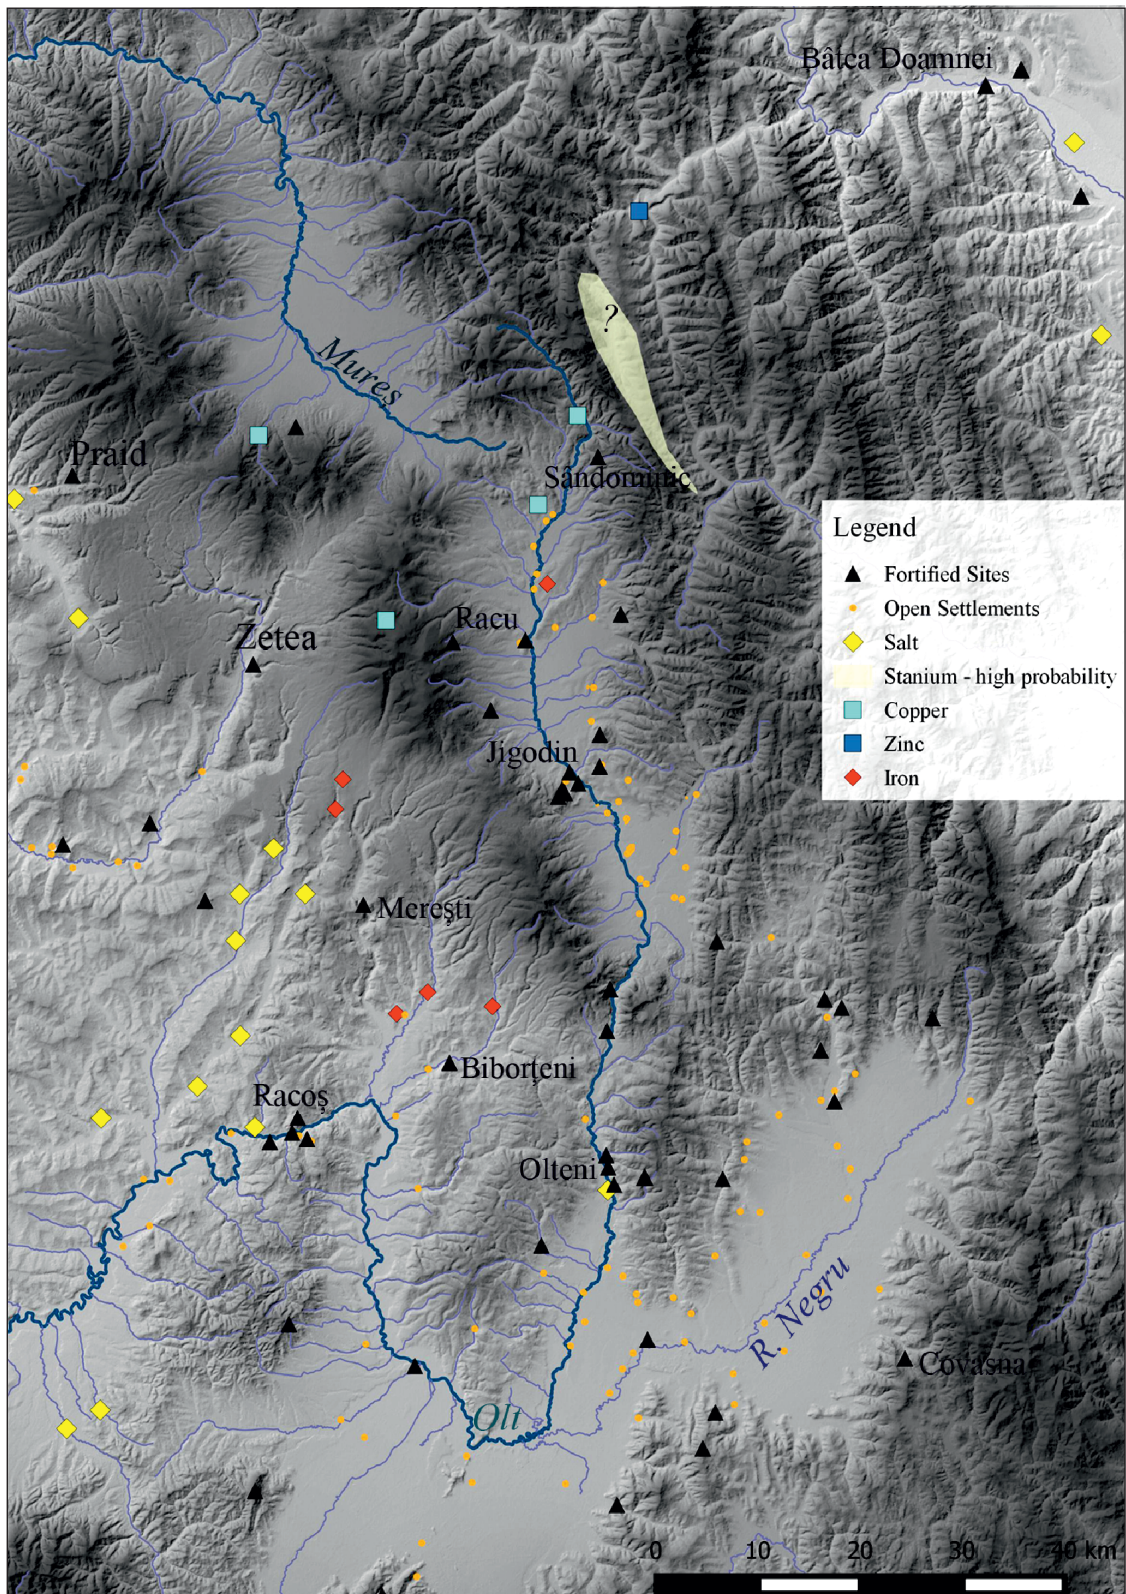 Bâtca Doamnei
?
Mureș
Praid
Sândominic
Legend
Fortified Sites
Open Settlements
Salt
Stanium - high probability
Copper
Zinc
Iron
Racu
Zetea
Jigodin
Merești
Biborțeni
Racoș
Olteni
R. Negru
Covasna
Olt
0 10 20 30 40 km